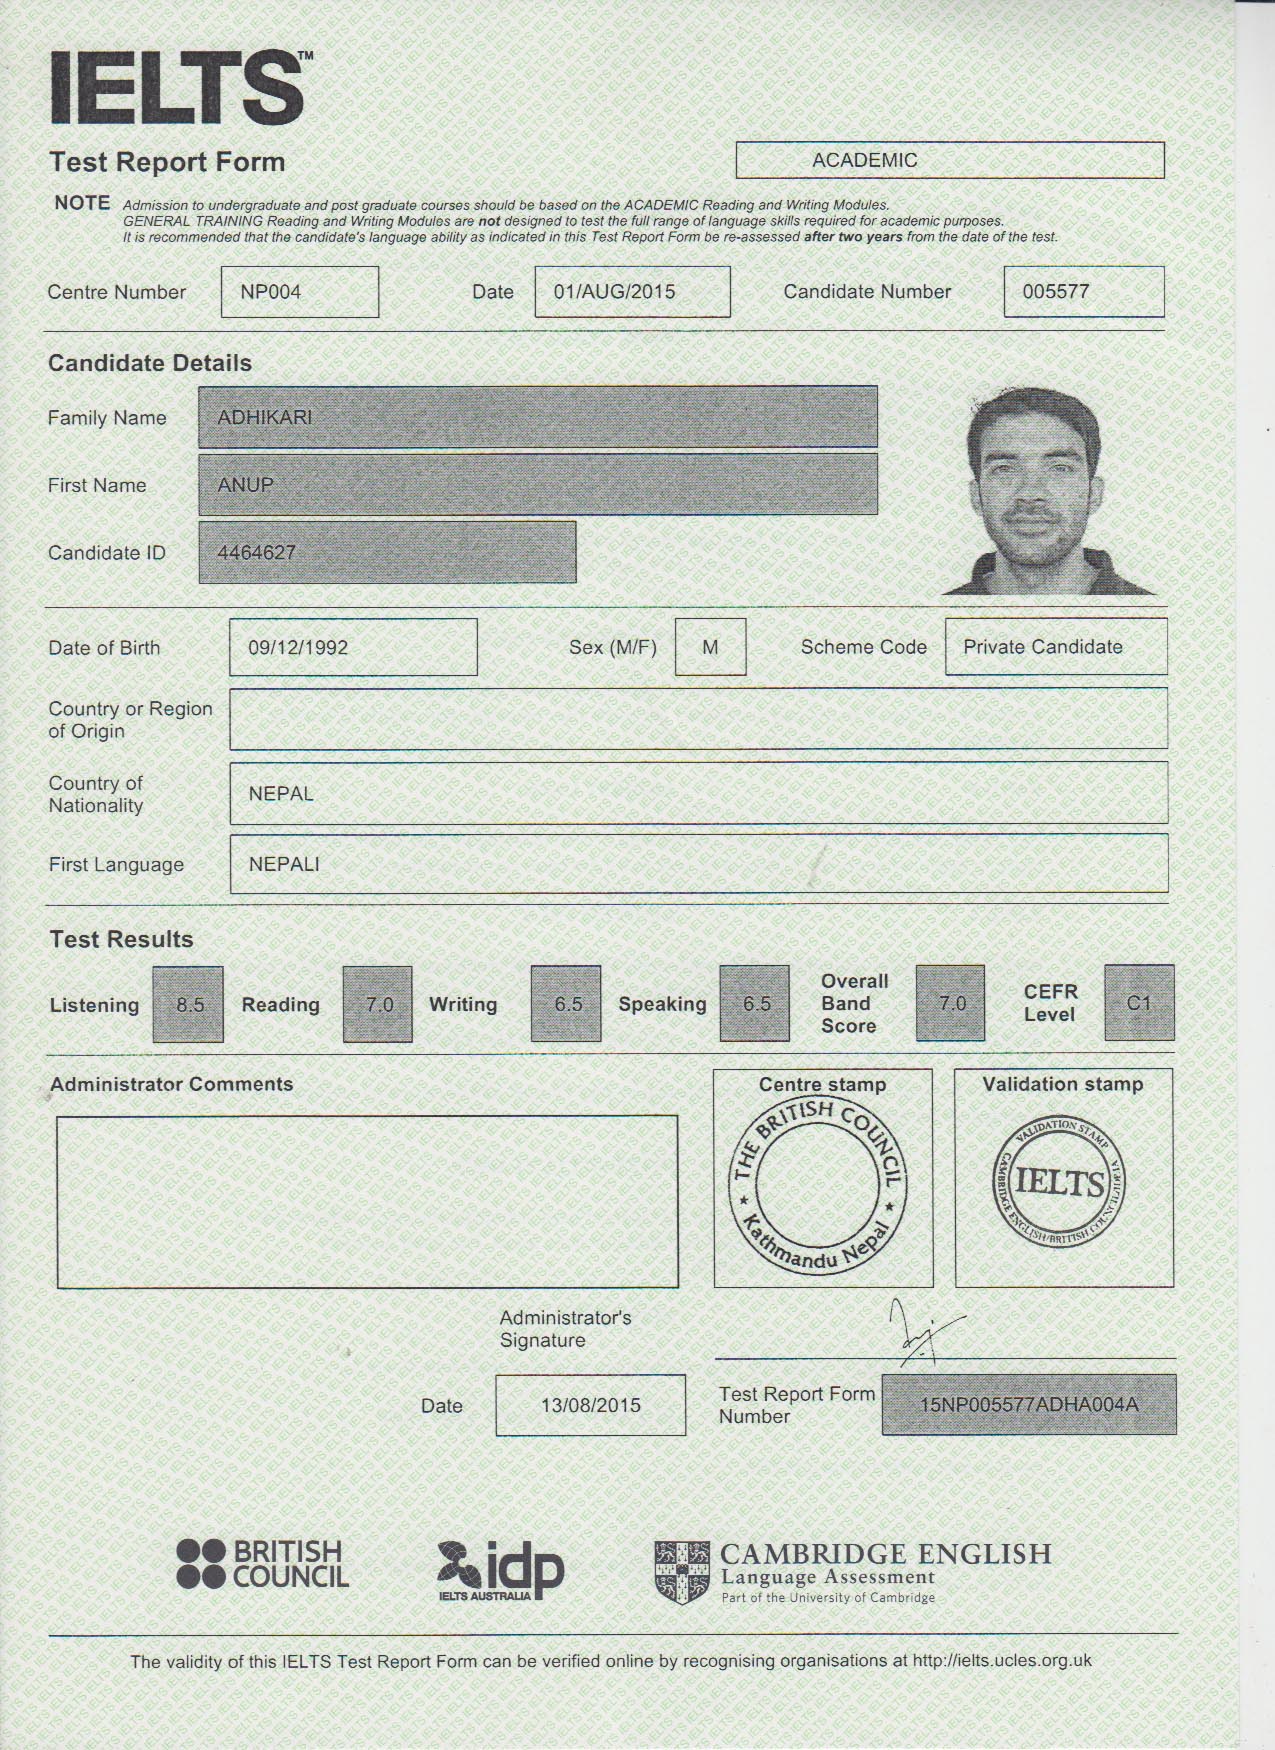 IELTS™
Test Report Form
ACADEMIC
NOTE Admission to undergraduate and post graduate courses should be based on the ACADEMIC Reading and Writing Modules.
GENERAL TRAINING Reading and Writing Modules are not designed to test the full range of language skills required for academic purposes.
It is recommended that the candidate's language ability as indicated in this Test Report Form be re-assessed after two years from the date of the test.
Centre Number NP004 Date 01/AUG/2015 Candidate Number 005577
Candidate Details
Family Name ADHIKARI
First Name ANUP
Candidate ID 4464627
Date of Birth 09/12/1992 Sex (M/F) M Scheme Code Private Candidate
Country or Region
of Origin
Country of
Nationality NEPAL
First Language NEPALI
Test Results
Listening 8.5 Reading 7.0 Writing 6.5 Speaking 6.5 Overall Band Score 7.0 CEFR Level C1
Administrator Comments
Centre stamp
THE BRITISH COUNCIL
Kathmandu Nepal
Validation stamp
VALIDATION STAMP
IELTS
CAMBRIDGE ENGLISH/BRITISH COUNCIL/IDP:IEA
Administrator's
Signature
Date 13/08/2015
Test Report Form
Number 15NP005577ADHA004A
BRITISH
COUNCIL
idp
IELTS AUSTRALIA
CAMBRIDGE ENGLISH
Language Assessment
Part of the University of Cambridge
The validity of this IELTS Test Report Form can be verified online by recognising organisations at http://ielts.ucles.org.uk